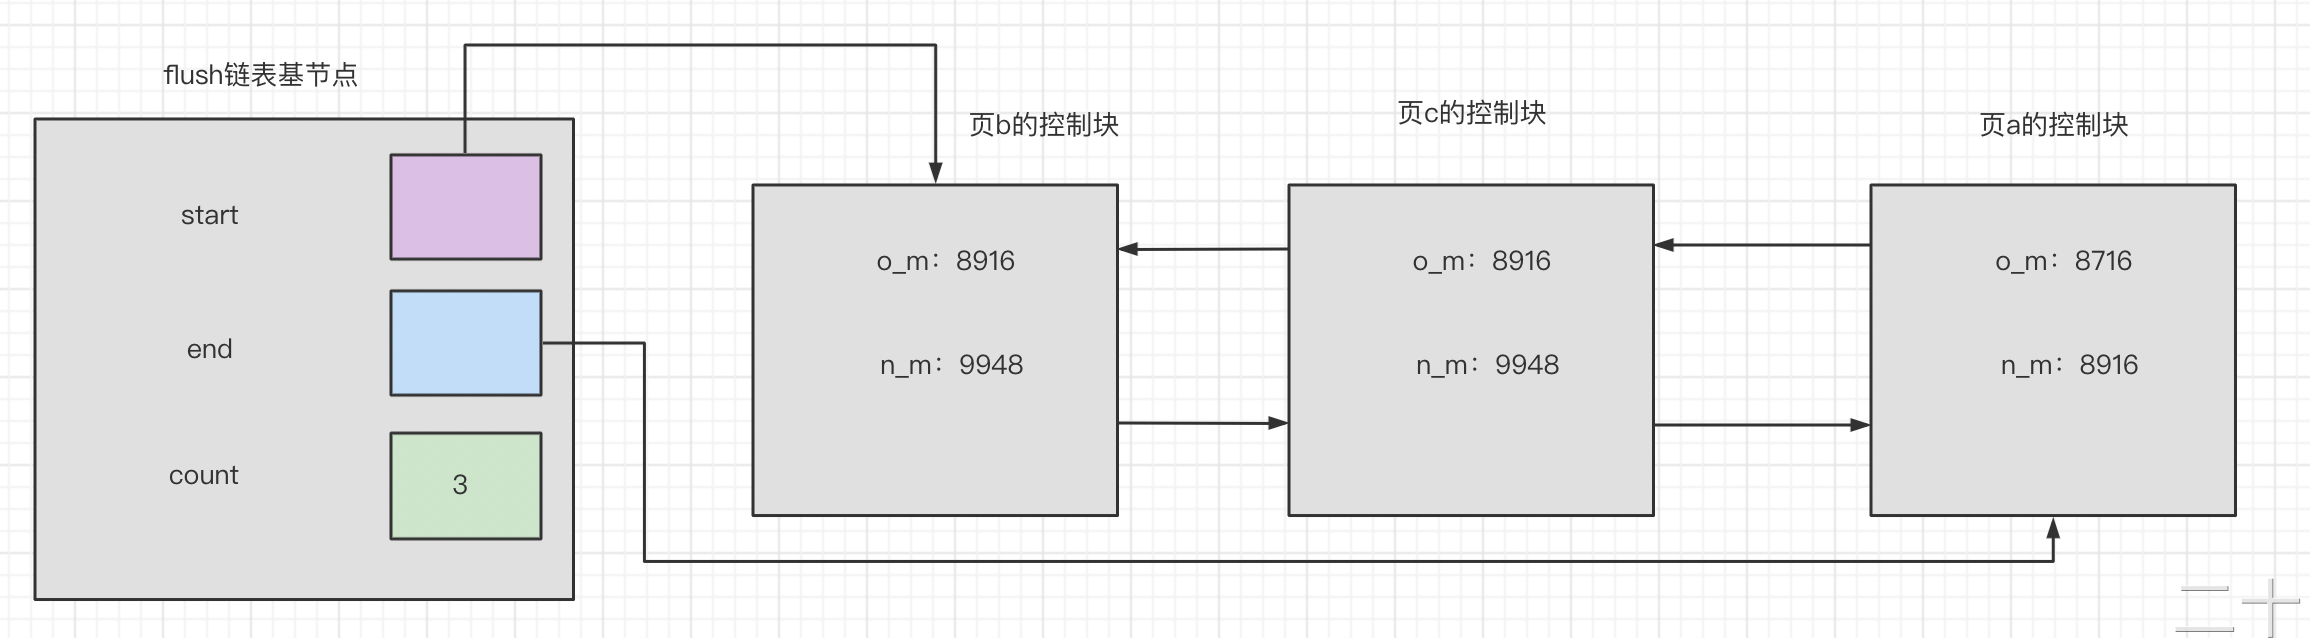 flush链表基节点
start
end
count
3
页b的控制块
o_m：8916
n_m：9948
页c的控制块
o_m：8916
n_m：9948
页a的控制块
o_m：8716
n_m：8916